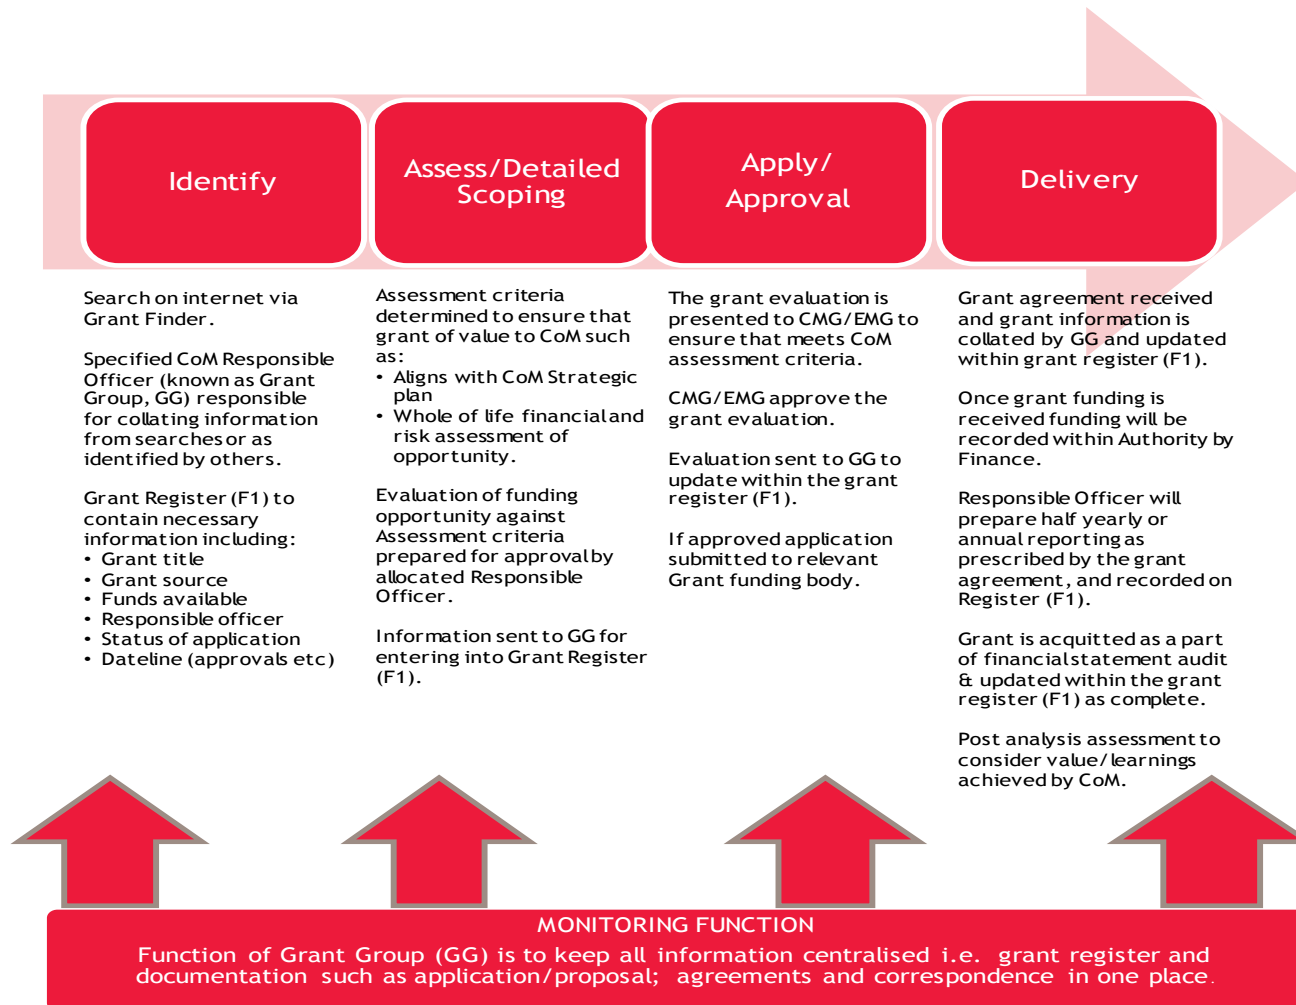 Identify
Assess/Detailed
Scoping
Apply/
Approval
Delivery
Search on internet via
Grant Finder.
Specified CoM Responsible
Officer (known as Grant
Group, GG) responsible
for collating information
from searches or as
identified by others.
Grant Register (F1) to
contain necessary
information including:
• Grant title
• Grant source
• Funds available
• Responsible officer
• Status of application
• Dateline (approvals etc)
Assessment criteria
determined to ensure that
grant of value to CoM such
as:
• Aligns with CoM Strategic
plan
• Whole of life financial and
risk assessment of
opportunity.
Evaluation of funding
opportunity against
Assessment criteria
prepared for approval by
allocated Responsible
Officer.
Information sent to GG for
entering into Grant Register
(F1).
The grant evaluation is
presented to CMG/EMG to
ensure that meets CoM
assessment criteria.
CMG/EMG approve the
grant evaluation.
Evaluation sent to GG to
update within the grant
register (F1).
If approved application
submitted to relevant
Grant funding body.
Grant agreement received
and grant information is
collated by GG and updated
within grant register (F1).
Once grant funding is
received funding will be
recorded within Authority by
Finance.
Responsible Officer will
prepare half yearly or
annual reporting as
prescribed by the grant
agreement, and recorded on
Register (F1).
Grant is acquitted as a part
of financial statement audit
& updated within the grant
register (F1) as complete.
Post analysis assessment to
consider value/learnings
achieved by CoM.
MONITORING FUNCTION
Function of Grant Group (GG) is to keep all information centralised i.e. grant register and
documentation such as application/proposal; agreements and correspondence in one place.